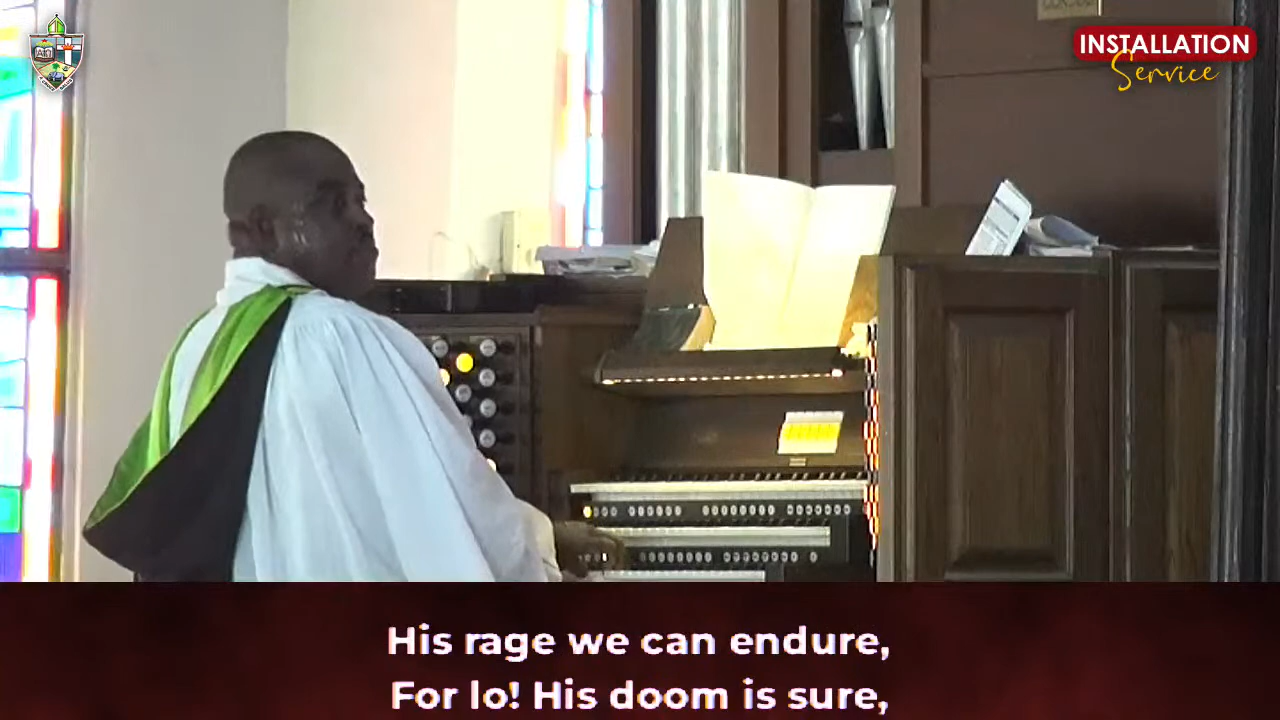 INSTALLATION
Service
His rage we can endure,
For lo! His doom is sure,